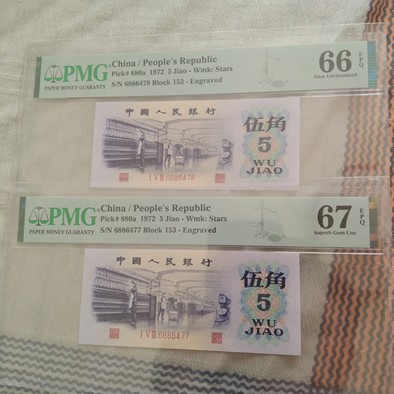 PMG
PAPER MONEY GUARANTY
China / People's Republic
Pick# 880a 1972 5 Jiao - Wmk: Stars
S/N 6886478 Block 153 - Engraved
66 EPQ
Gem Uncirculated
中國人民銀行
伍角
5
WU
JIAO
I V III 6886478
PMG
PAPER MONEY GUARANTY
China / People's Republic
Pick# 880a 1972 5 Jiao - Wmk: Stars
S/N 6886477 Block 153 - Engraved
67 EPQ
Superb Gem Unc
中國人民銀行
伍角
5
WU
JIAO
I V III 6886477